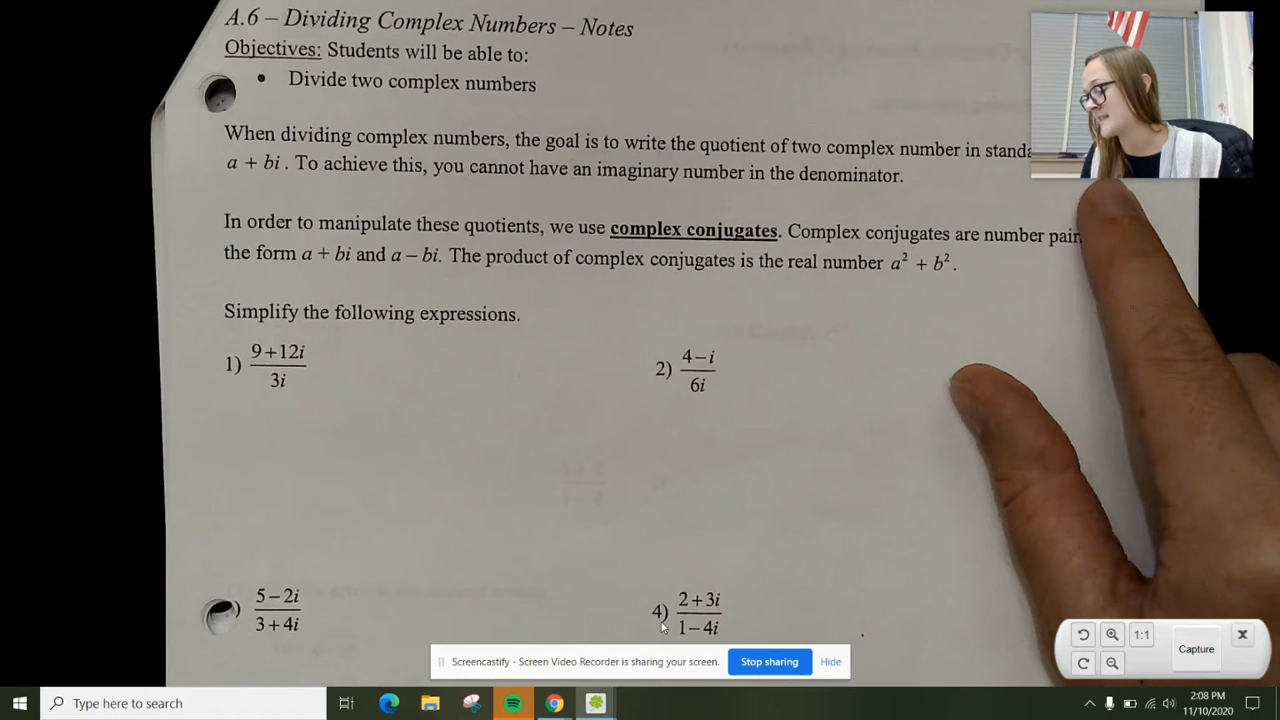 A.6 – Dividing Complex Numbers – Notes
Objectives: Students will be able to:
• Divide two complex numbers
When dividing complex numbers, the goal is to write the quotient of two complex number in standa
a + bi . To achieve this, you cannot have an imaginary number in the denominator.
In order to manipulate these quotients, we use complex conjugates. Complex conjugates are number pair
the form a + bi and a – bi. The product of complex conjugates is the real number a² + b².
Simplify the following expressions.
1) 9+12i
3i
2) 4–i
6i
) 5–2i
3+4i
4) 2+3i
1–4i
Screencastify - Screen Video Recorder is sharing your screen. Stop sharing Hide
1:1
Capture
Type here to search
2:08 PM
11/10/2020